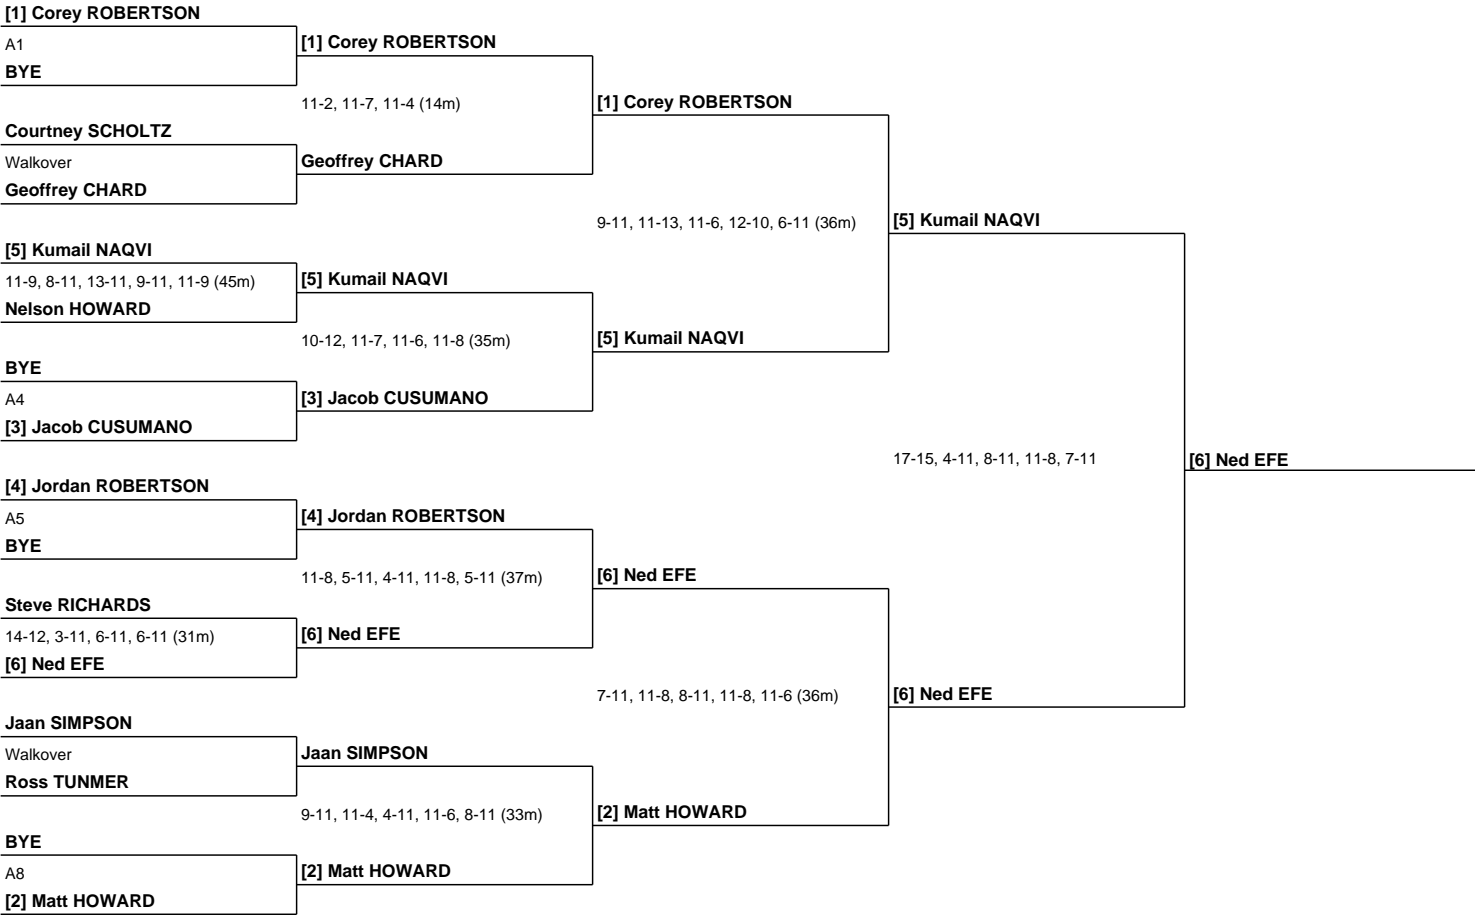 [1] Corey ROBERTSON
A1
BYE
Courtney SCHOLTZ
Walkover
Geoffrey CHARD
[5] Kumail NAQVI
11-9, 8-11, 13-11, 9-11, 11-9 (45m)
Nelson HOWARD
BYE
A4
[3] Jacob CUSUMANO
[4] Jordan ROBERTSON
A5
BYE
Steve RICHARDS
14-12, 3-11, 6-11, 6-11 (31m)
[6] Ned EFE
Jaan SIMPSON
Walkover
Ross TUNMER
BYE
A8
[2] Matt HOWARD
[1] Corey ROBERTSON
11-2, 11-7, 11-4 (14m)
Geoffrey CHARD
[5] Kumail NAQVI
10-12, 11-7, 11-6, 11-8 (35m)
[3] Jacob CUSUMANO
[4] Jordan ROBERTSON
11-8, 5-11, 4-11, 11-8, 5-11 (37m)
[6] Ned EFE
Jaan SIMPSON
9-11, 11-4, 4-11, 11-6, 8-11 (33m)
[2] Matt HOWARD
[1] Corey ROBERTSON
9-11, 11-13, 11-6, 12-10, 6-11 (36m)
[5] Kumail NAQVI
[6] Ned EFE
7-11, 11-8, 8-11, 11-8, 11-6 (36m)
[2] Matt HOWARD
[5] Kumail NAQVI
17-15, 4-11, 8-11, 11-8, 7-11
[6] Ned EFE
[6] Ned EFE